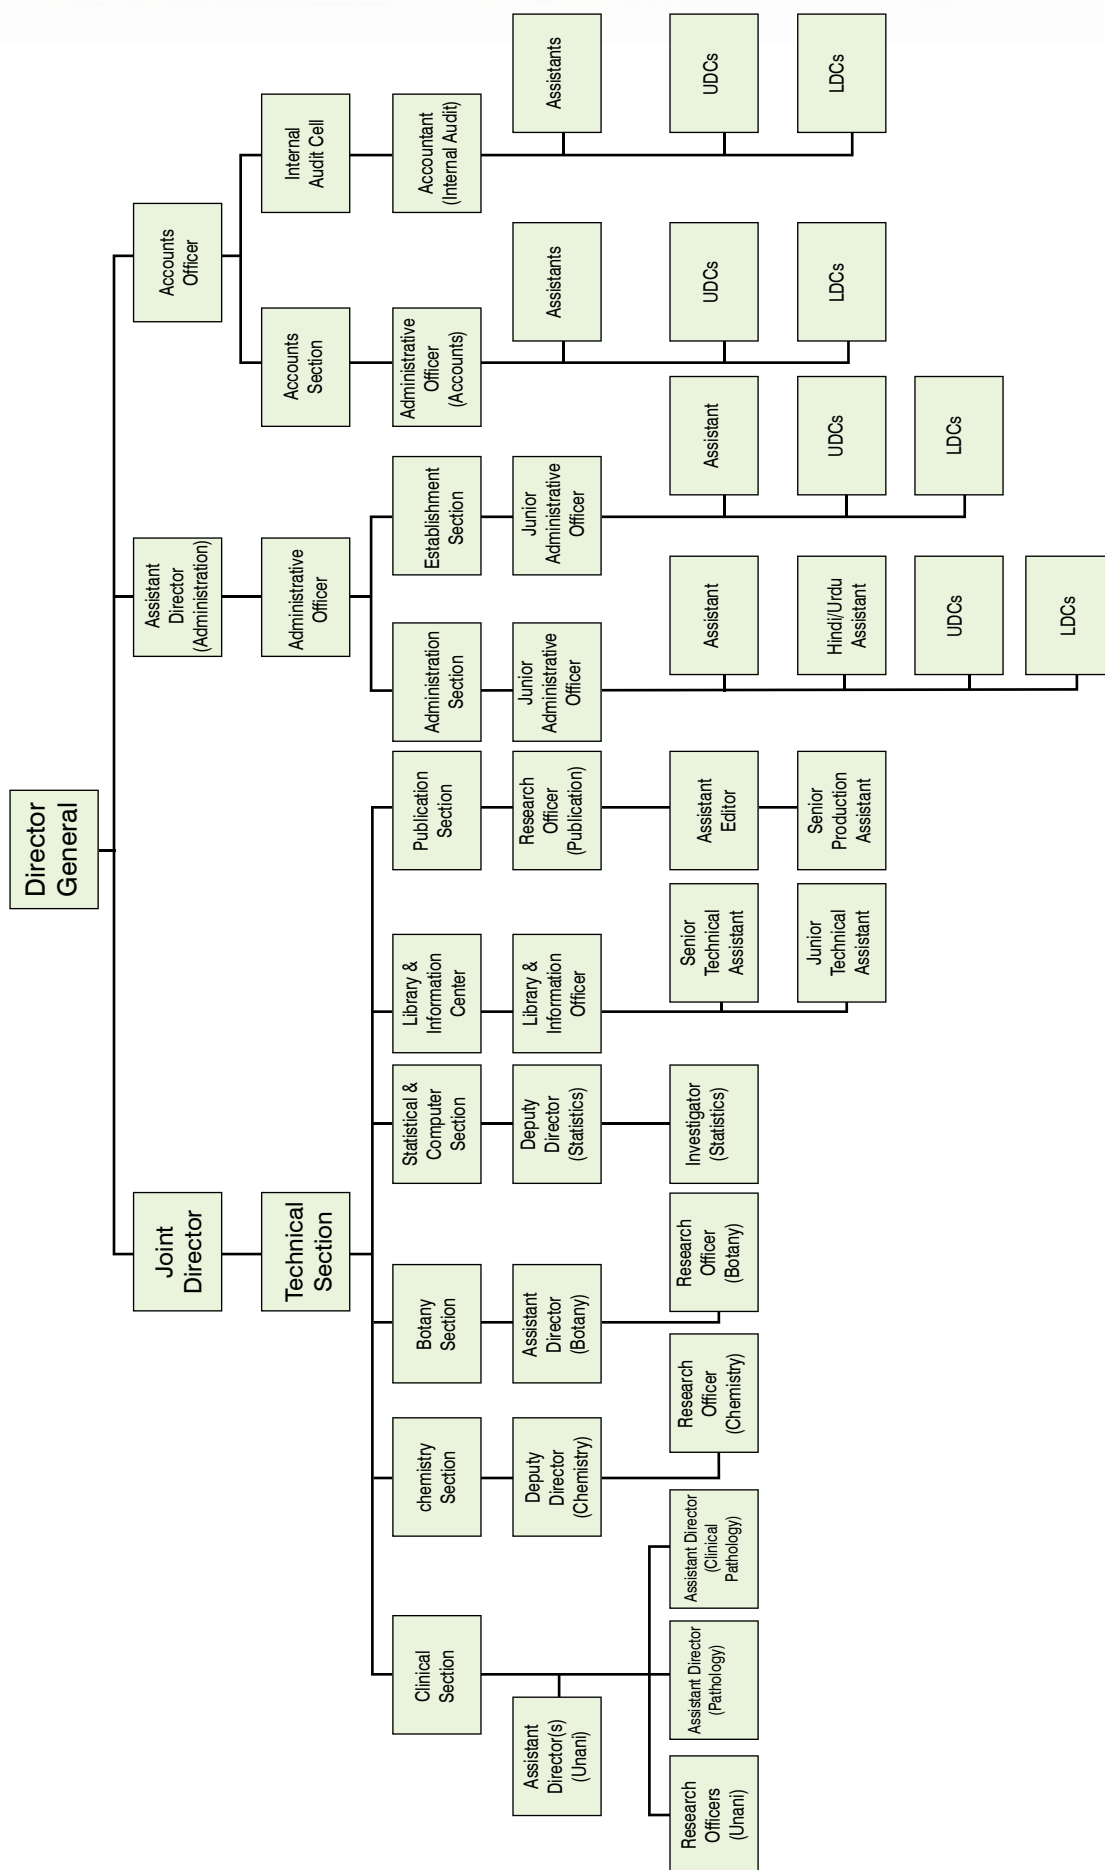 Director
General
Joint
Director
Assistant
Director
(Administration)
Accounts
Officer
Technical
Section
Administrative
Officer
Accounts
Section
Internal
Audit Cell
Clinical
Section
chemistry
Section
Botany
Section
Statistical &
Computer
Section
Library &
Information
Center
Publication
Section
Administration
Section
Establishment
Section
Administrative
Officer
(Accounts)
Accountant
(Internal Audit)
Assistant
Director(s)
(Unani)
Deputy
Director
(Chemistry)
Assistant
Director
(Botany)
Deputy
Director
(Statistics)
Library &
Information
Officer
Research
Officer
(Publication)
Junior
Administrative
Officer
Junior
Administrative
Officer
Assistants
Assistants
Research
Officers
(Unani)
Assistant Director
(Pathology)
Assistant Director
(Clinical
Pathology)
Research
Officer
(Chemistry)
Research
Officer
(Botany)
Investigator
(Statistics)
Senior
Technical
Assistant
Assistant
Editor
Assistant
Assistant
UDCs
UDCs
Junior
Technical
Assistant
Senior
Production
Assistant
Hindi/Urdu
Assistant
UDCs
LDCs
LDCs
UDCs
LDCs
LDCs